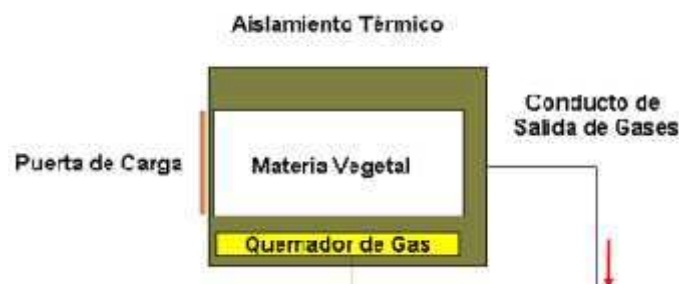 Aislamiento Térmico
Conducto de
Salida de Gases
Puerta de Carga
Materia Vegetal
Quemador de Gas